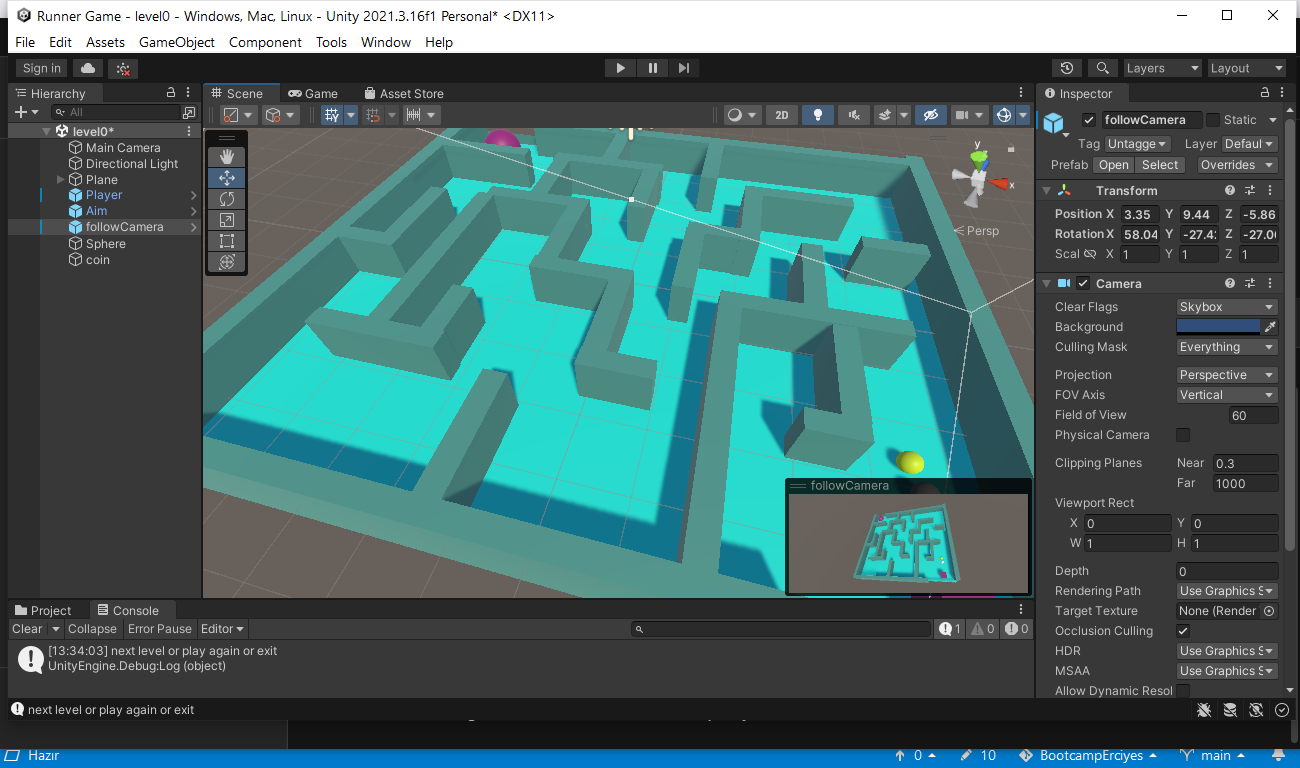 Runner Game - level0 - Windows, Mac, Linux - Unity 2021.3.16f1 Personal* <DX11>
File Edit Assets GameObject Component Tools Window Help
Sign in
Layers Layout
Hierarchy
All
level0*
Main Camera
Directional Light
Plane
Player
Aim
followCamera
Sphere
coin
Scene Game Asset Store
2D
y
x
Persp
followCamera
Inspector
followCamera Static
Tag Untagge Layer Defaul
Prefab Open Select Overrides
Transform
Position X 3.35 Y 9.44 Z -5.86
Rotation X 58.04 Y Z
Scal X 1 Y 1 Z 1
Camera
Clear Flags Skybox
Background
Culling Mask Everything
Projection Perspective
FOV Axis Vertical
Field of View 60
Physical Camera
Clipping Planes Near 0.3
Far 1000
Viewport Rect
X 0 Y 0
W 1 H 1
Depth 0
Rendering Path Use Graphics S
Target Texture None (Render
Occlusion Culling
HDR Use Graphics S
MSAA Use Graphics S
Allow Dynamic Resol
Project Console
Clear Collapse Error Pause Editor
1 0 0
[13:34:03] next level or play again or exit
UnityEngine.Debug:Log (object)
next level or play again or exit
Hazır
0 10 BootcampErciyes main